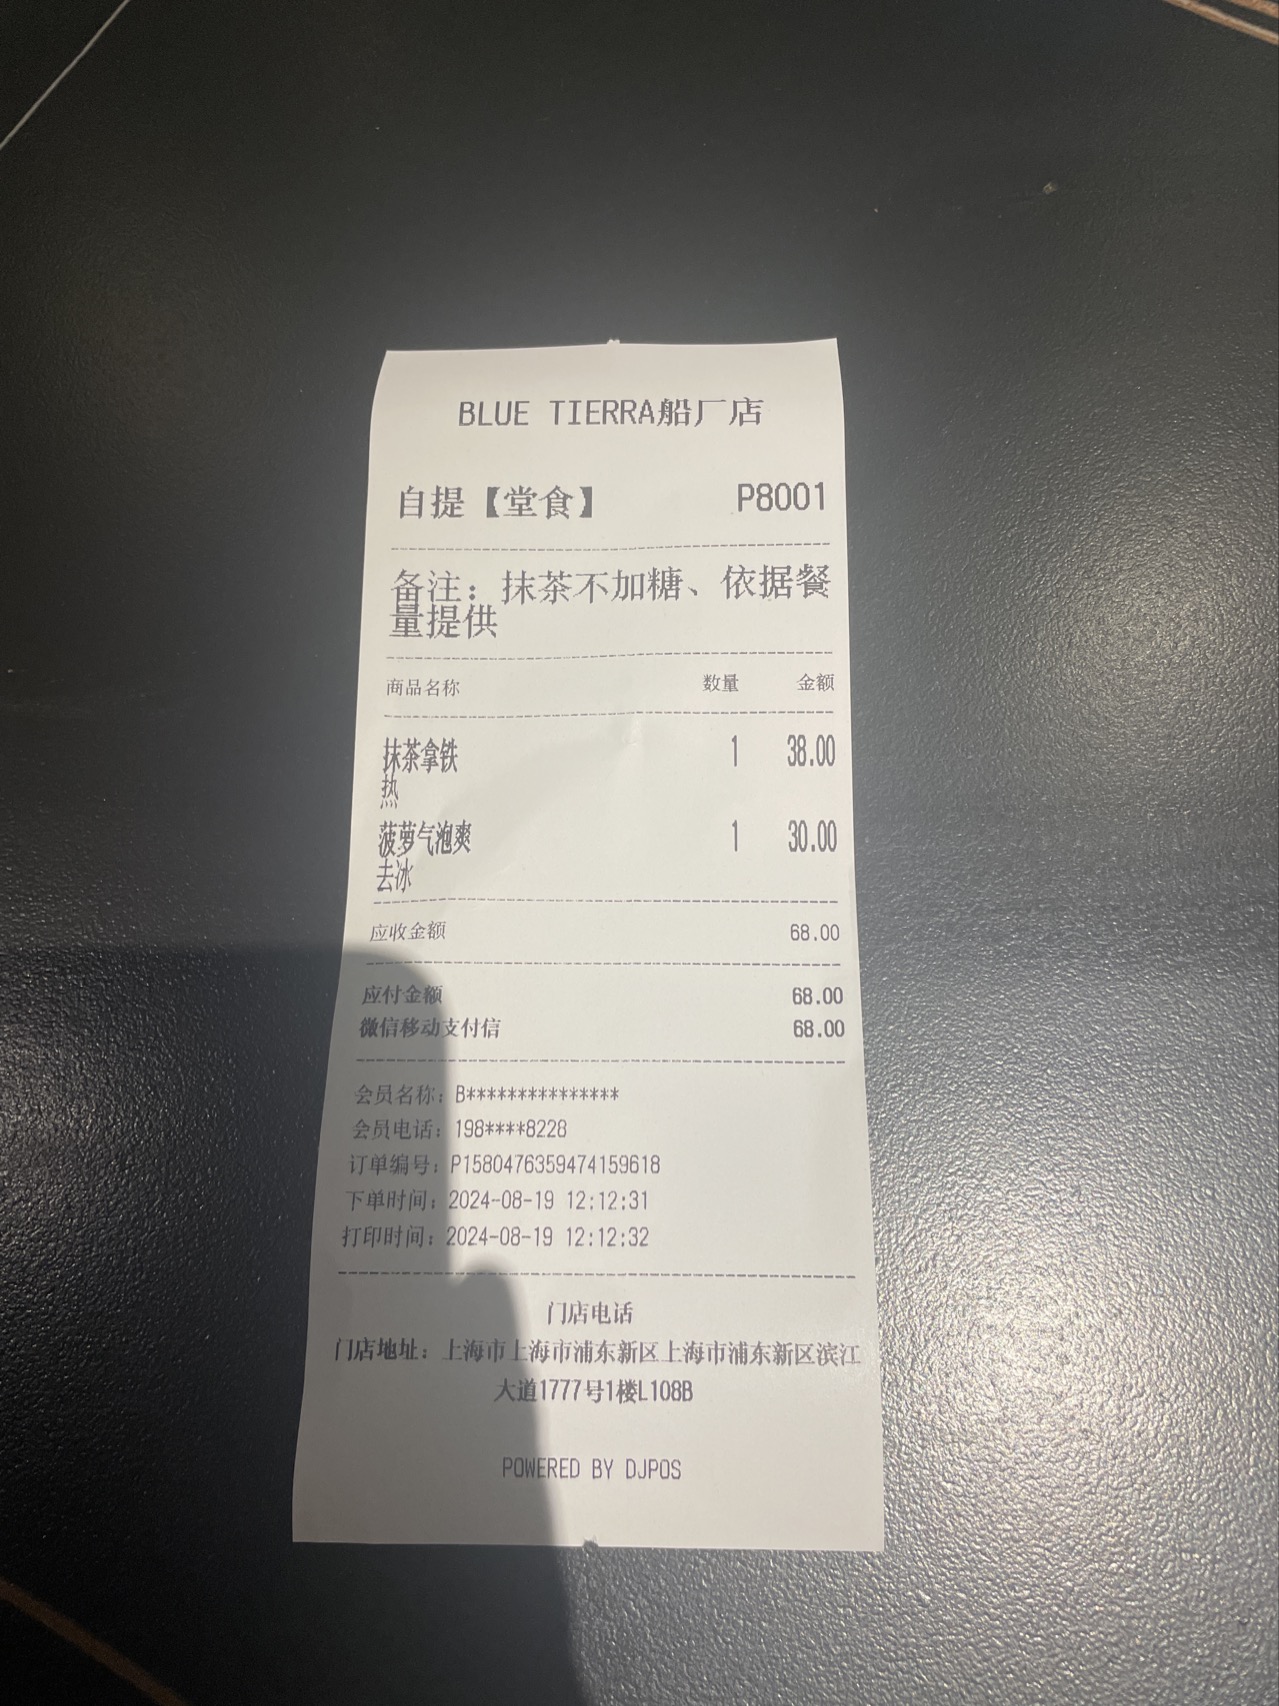 BLUE TIERRA船厂店
自提【堂食】 P8001
备注：抹茶不加糖、依据餐
量提供
商品名称 数量 金额
抹茶拿铁 1 38.00
热
菠萝气泡爽 1 30.00
去冰
应收金额 68.00
应付金额 68.00
微信移动支付信 68.00
会员名称：B***************
会员电话：198****8228
订单编号：P1580476359474159618
下单时间：2024-08-19 12:12:31
打印时间：2024-08-19 12:12:32
门店电话
门店地址：上海市上海市浦东新区上海市浦东新区滨江
大道1777号1楼L108B
POWERED BY DJPOS